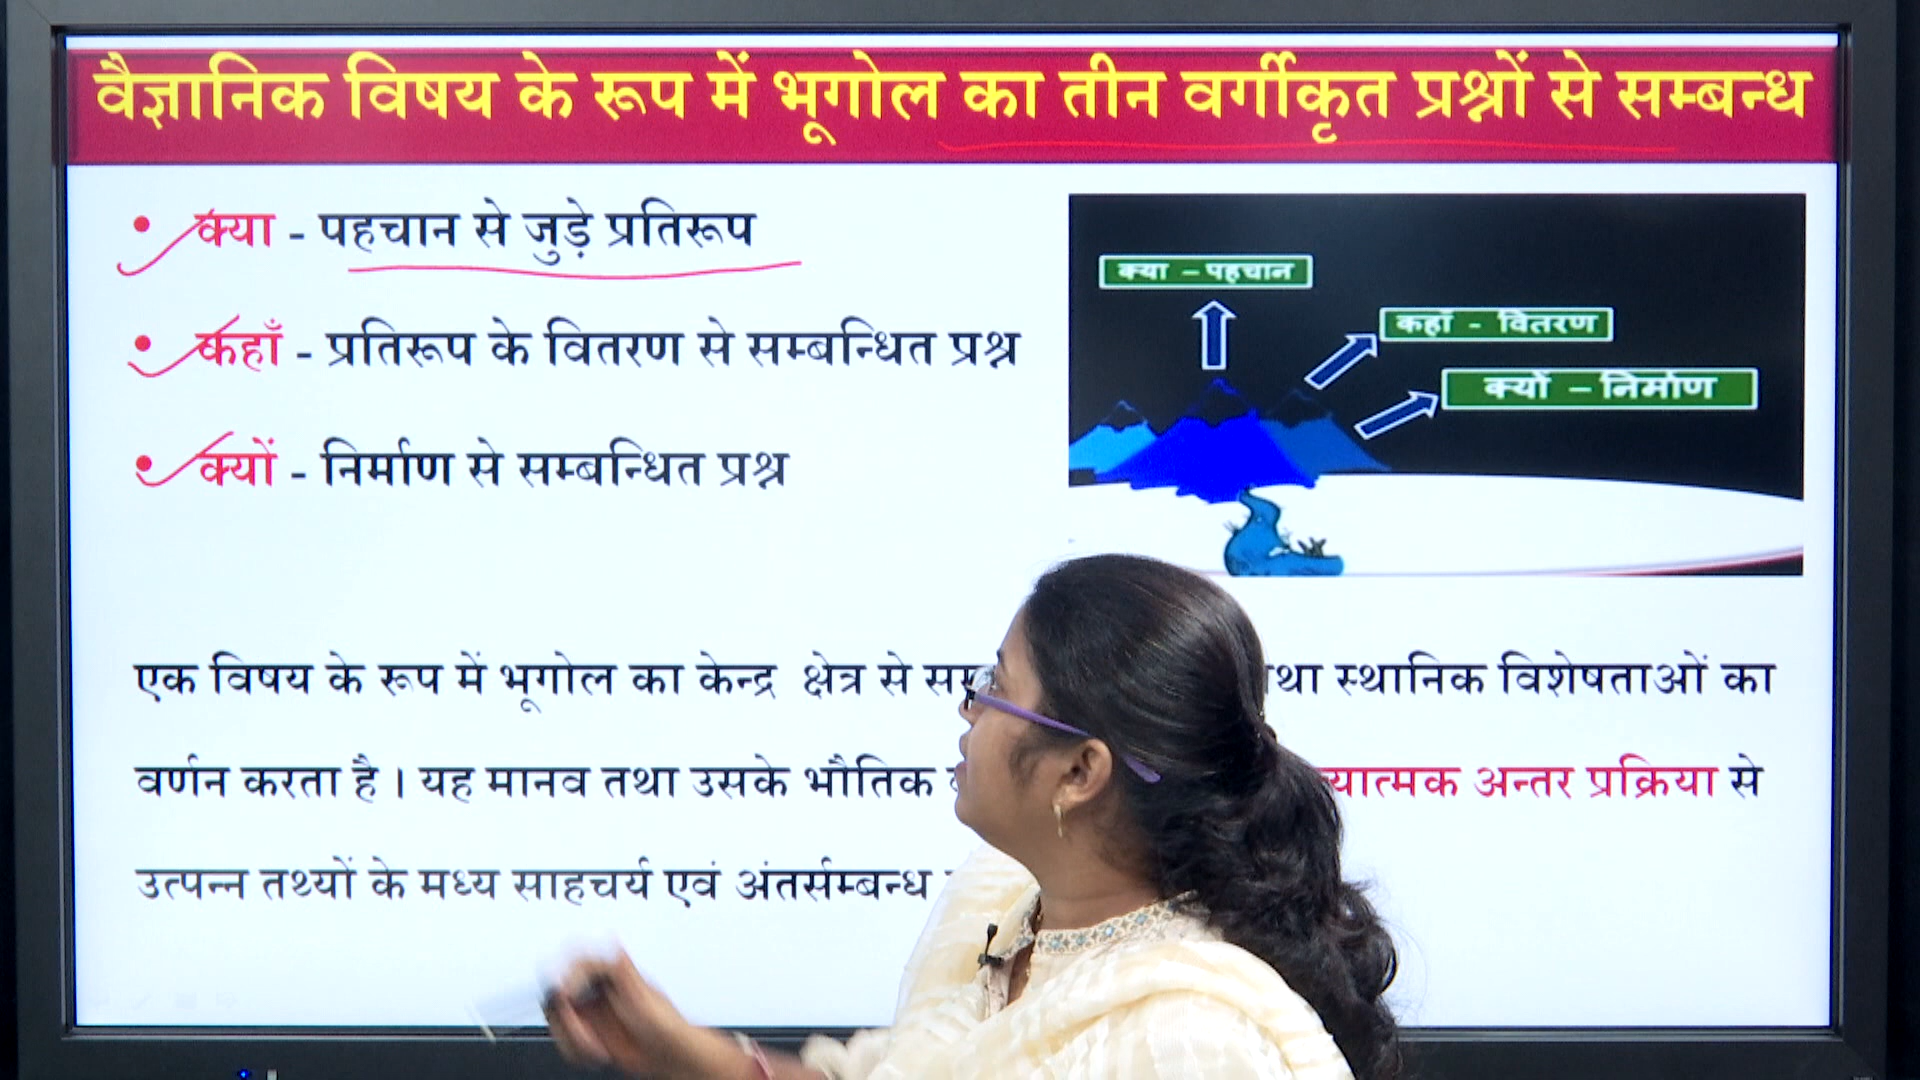 वैज्ञानिक विषय के रूप में भूगोल का तीन वर्गीकृत प्रश्नों से सम्बन्ध
• क्या - पहचान से जुड़े प्रतिरूप
• कहाँ - प्रतिरूप के वितरण से सम्बन्धित प्रश्न
• क्यों - निर्माण से सम्बन्धित प्रश्न
क्या - पहचान
कहाँ - वितरण
क्यों - निर्माण
एक विषय के रूप में भूगोल का केन्द्र क्षेत्र से स्थानिक विशेषताओं का
वर्णन करता है । यह मानव तथा उसके भौतिक अन्तर प्रक्रिया से
उत्पन्न तथ्यों के मध्य साहचर्य एवं अंतर्सम्बन्ध